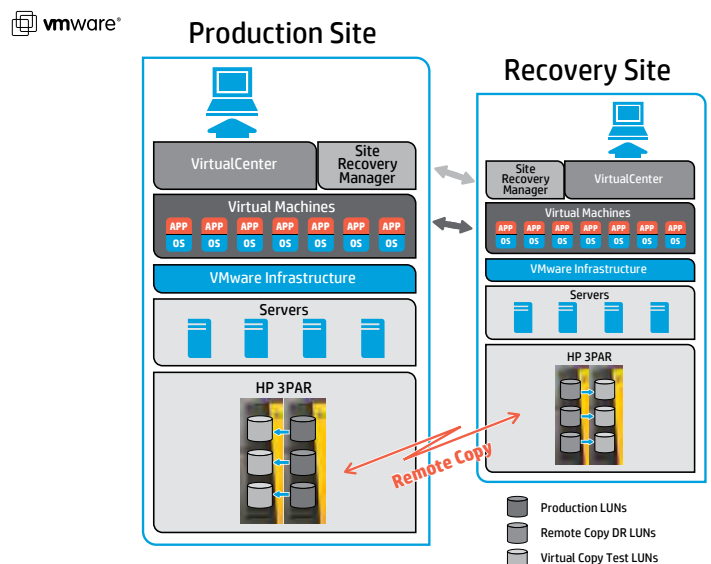 vmware®
Production Site
Recovery Site
VirtualCenter
Site
Recovery
Manager
Virtual Machines
APP APP APP APP APP APP APP
OS OS OS OS OS OS OS
VMware Infrastructure
Servers
HP 3PAR
Site
Recovery
Manager
VirtualCenter
Virtual Machines
APP APP APP APP APP APP APP
OS OS OS OS OS OS OS
VMware Infrastructure
Servers
HP 3PAR
Remote Copy
Production LUNs
Remote Copy DR LUNs
Virtual Copy Test LUNs